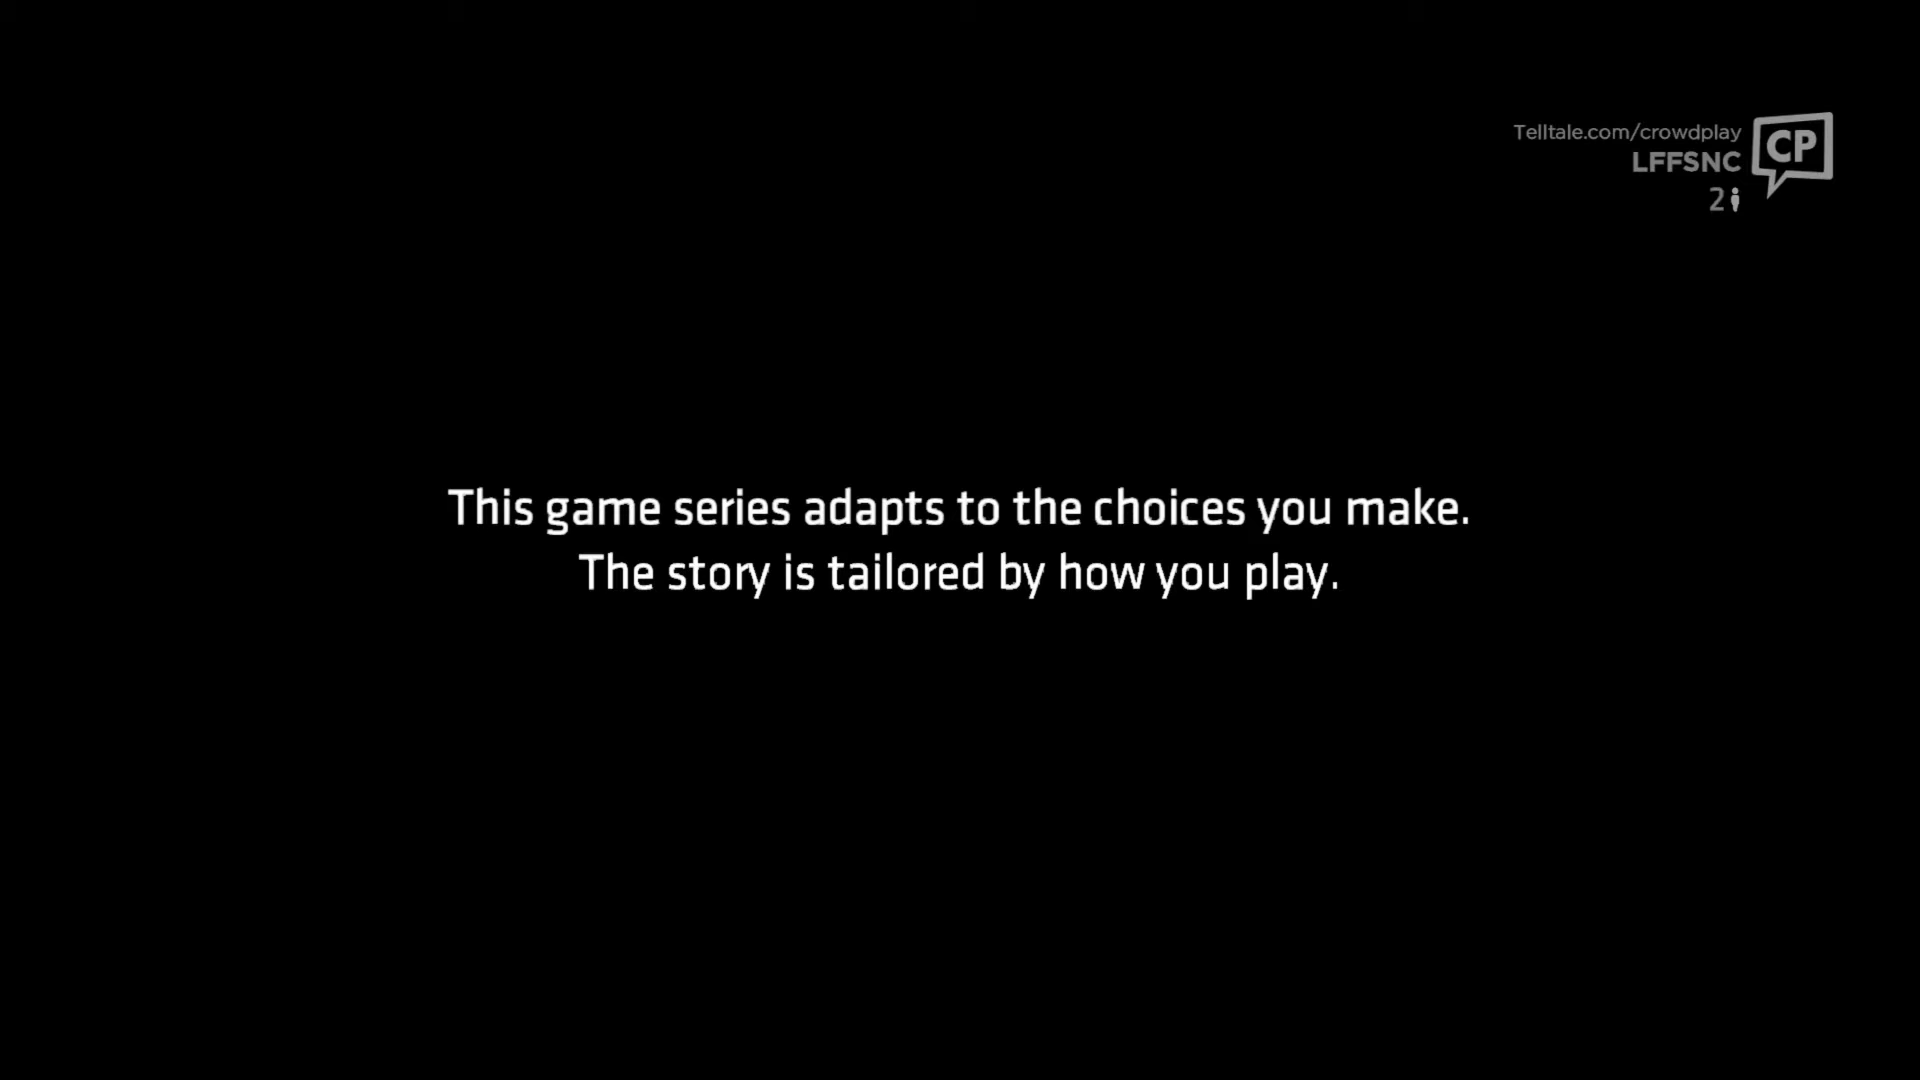 Telltale.com/crowdplay
LFFSNC
CP
2
This game series adapts to the choices you make.
The story is tailored by how you play.